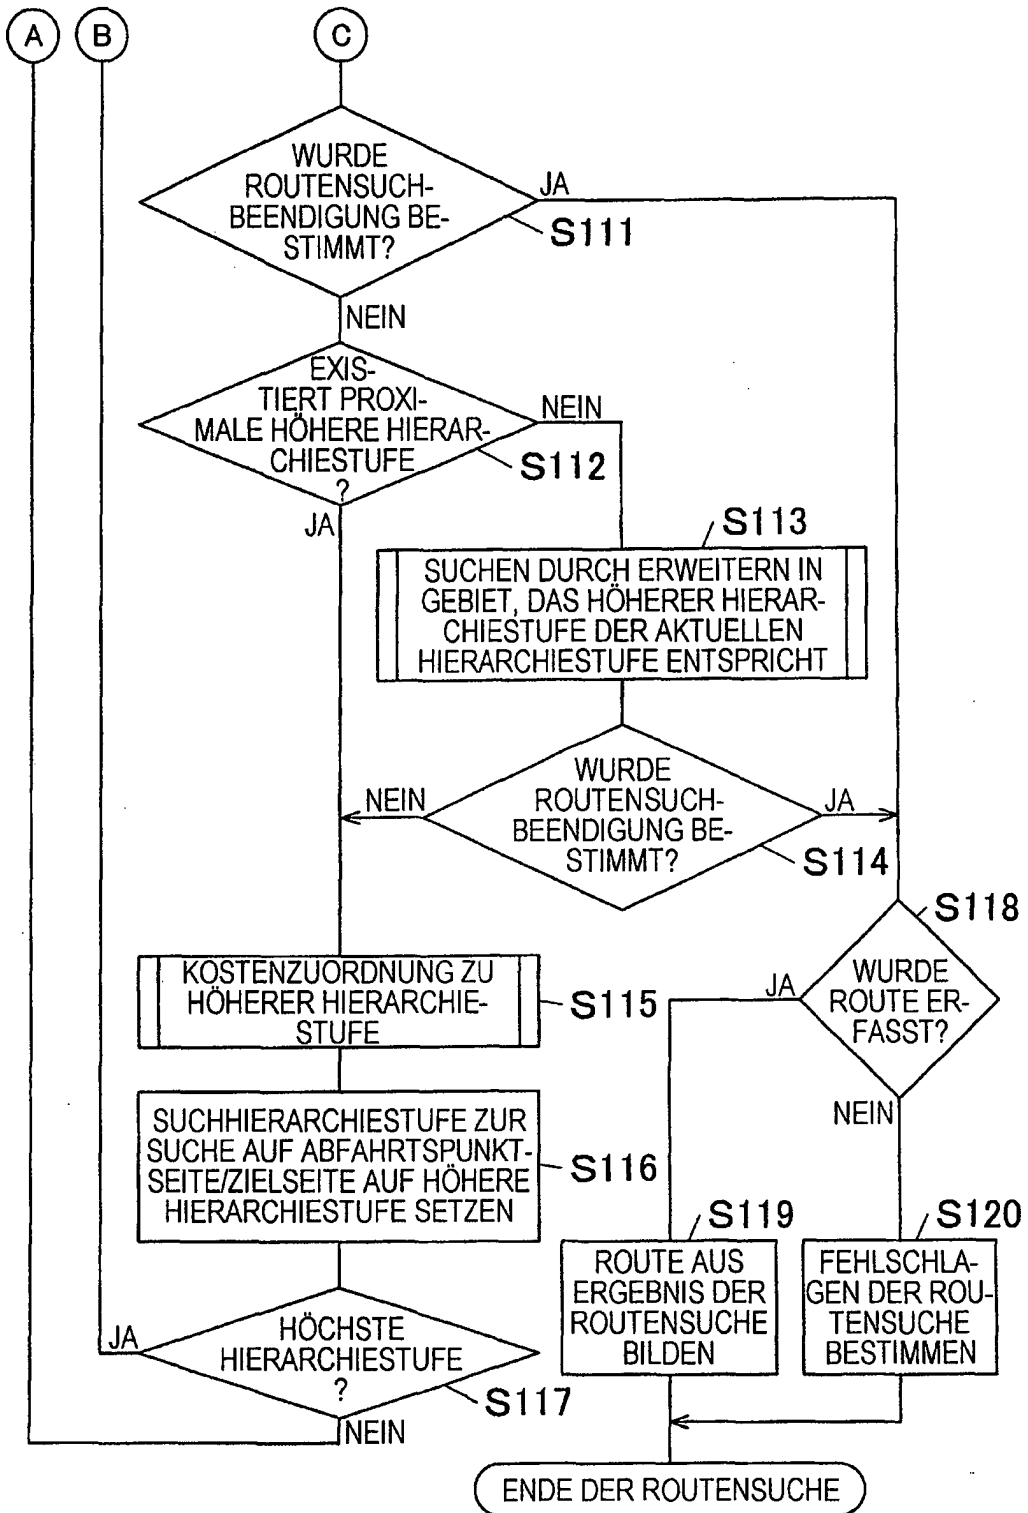 A
B
C
WURDE
ROUTENSUCH-
BEENDIGUNG BE-
STIMMT?
JA
S111
NEIN
EXIS-
TIERT PROXI-
MALE HÖHERE HIERAR-
CHIESTUFE
?
NEIN
S112
JA
S113
SUCHEN DURCH ERWEITERN IN
GEBIET, DAS HÖHERER HIERAR-
CHIESTUFE DER AKTUELLEN
HIERARCHIESTUFE ENTSPRICHT
WURDE
ROUTENSUCH-
BEENDIGUNG BE-
STIMMT?
NEIN
JA
S114
S118
WURDE
ROUTE ER-
FASST?
JA
NEIN
KOSTENZUORDNUNG ZU
HÖHERER HIERARCHIE-
STUFE
S115
SUCHHIERARCHIESTUFE ZUR
SUCHE AUF ABFAHRTSPUNKT-
SEITE/ZIELSEITE AUF HÖHERE
HIERARCHIESTUFE SETZEN
S116
S119
ROUTE AUS
ERGEBNIS DER
ROUTENSUCHE
BILDEN
S120
FEHLSCHLA-
GEN DER ROU-
TENSUCHE
BESTIMMEN
JA
HÖCHSTE
HIERARCHIESTUFE
?
S117
NEIN
ENDE DER ROUTENSUCHE